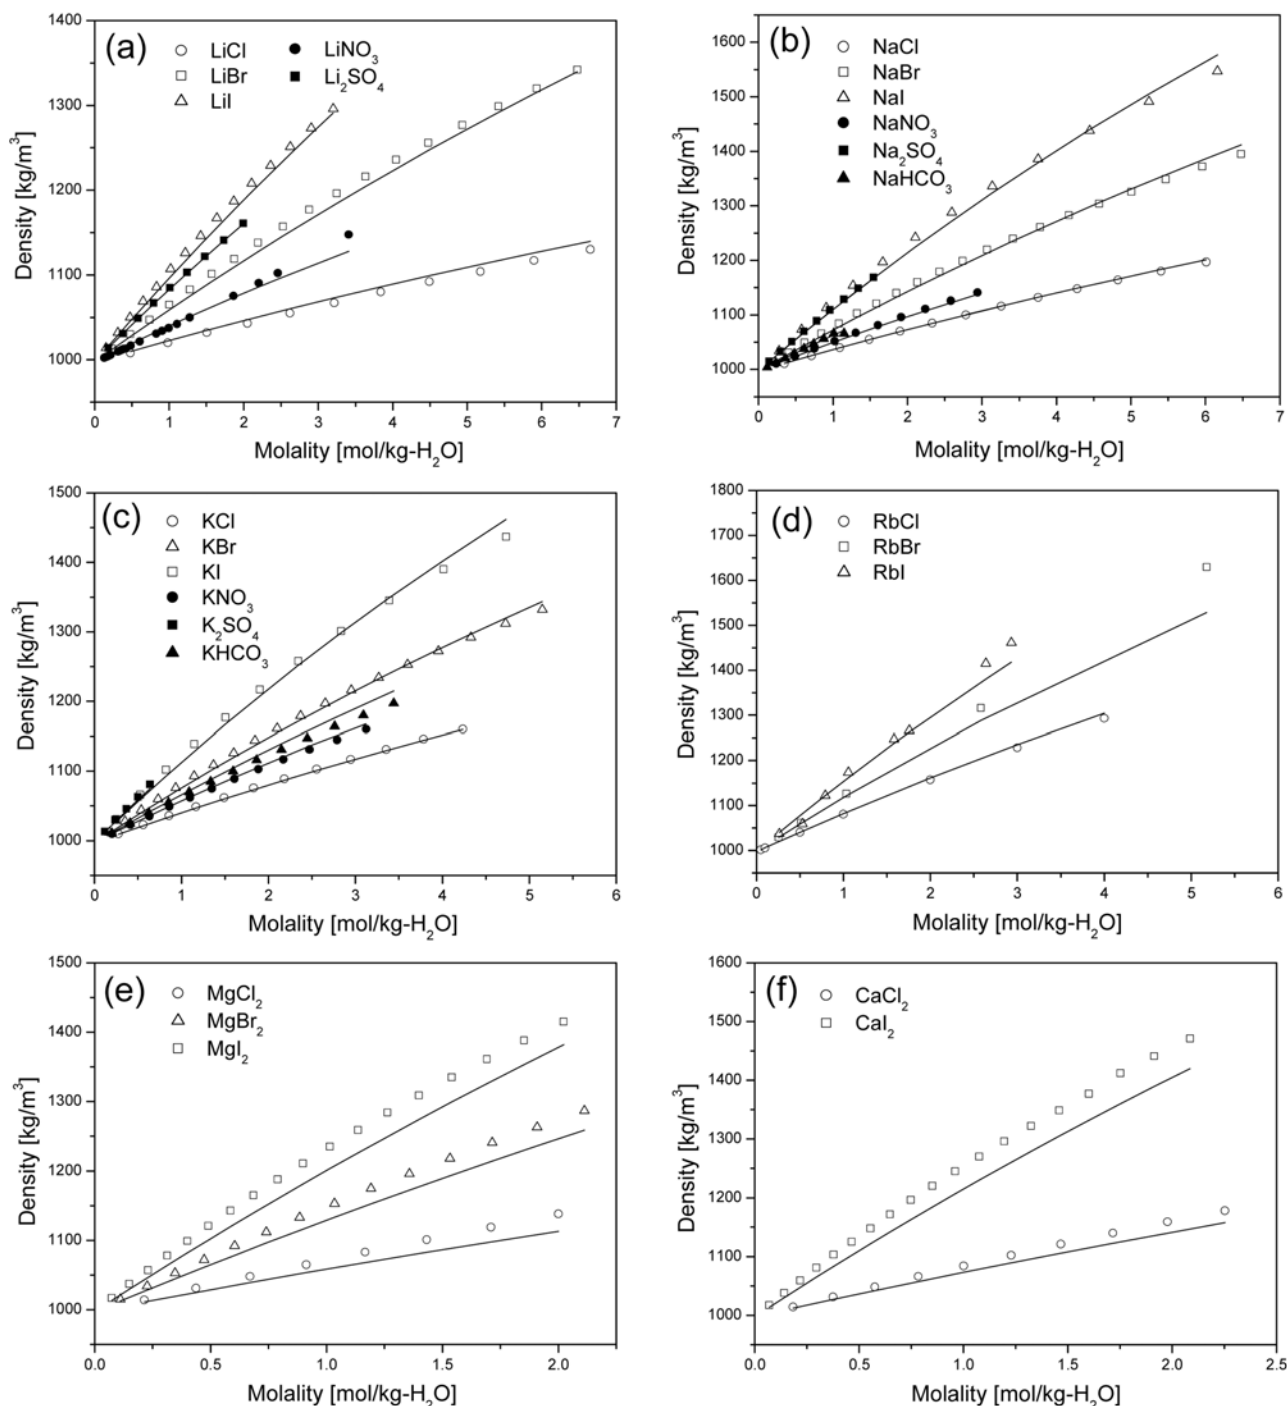 (a)
LiCl
LiBr
LiI
LiNO3
Li2SO4
1400
1300
1200
1100
1000
Density [kg/m3]
0 1 2 3 4 5 6 7
Molality [mol/kg-H2O]
(b)
NaCl
NaBr
NaI
NaNO3
Na2SO4
NaHCO3
1600
1500
1400
1300
1200
1100
1000
Density [kg/m3]
0 1 2 3 4 5 6 7
Molality [mol/kg-H2O]
(c)
KCl
KBr
KI
KNO3
K2SO4
KHCO3
1500
1400
1300
1200
1100
1000
Density [kg/m3]
0 1 2 3 4 5 6
Molality [mol/kg-H2O]
(d)
RbCl
RbBr
RbI
1800
1700
1600
1500
1400
1300
1200
1100
1000
Density [kg/m3]
0 1 2 3 4 5 6
Molality [mol/kg-H2O]
(e)
MgCl2
MgBr2
MgI2
1500
1400
1300
1200
1100
1000
Density [kg/m3]
0.0 0.5 1.0 1.5 2.0
Molality [mol/kg-H2O]
(f)
CaCl2
CaI2
1600
1500
1400
1300
1200
1100
1000
Density [kg/m3]
0.0 0.5 1.0 1.5 2.0 2.5
Molality [mol/kg-H2O]